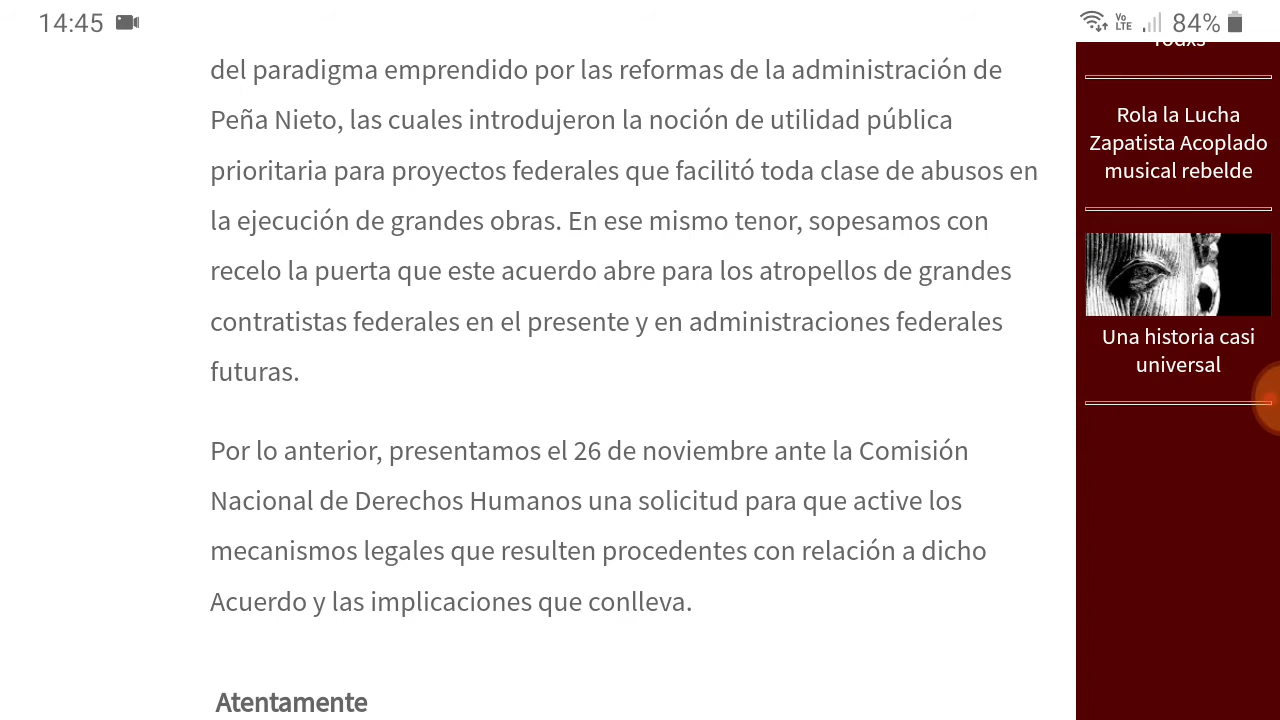 14:45
Vo
LTE
84%
del paradigma emprendido por las reformas de la administración de
Peña Nieto, las cuales introdujeron la noción de utilidad pública
prioritaria para proyectos federales que facilitó toda clase de abusos en
la ejecución de grandes obras. En ese mismo tenor, sopesamos con
recelo la puerta que este acuerdo abre para los atropellos de grandes
contratistas federales en el presente y en administraciones federales
futuras.
Por lo anterior, presentamos el 26 de noviembre ante la Comisión
Nacional de Derechos Humanos una solicitud para que active los
mecanismos legales que resulten procedentes con relación a dicho
Acuerdo y las implicaciones que conlleva.
Atentamente
Rola la Lucha
Zapatista Acoplado
musical rebelde
Una historia casi
universal